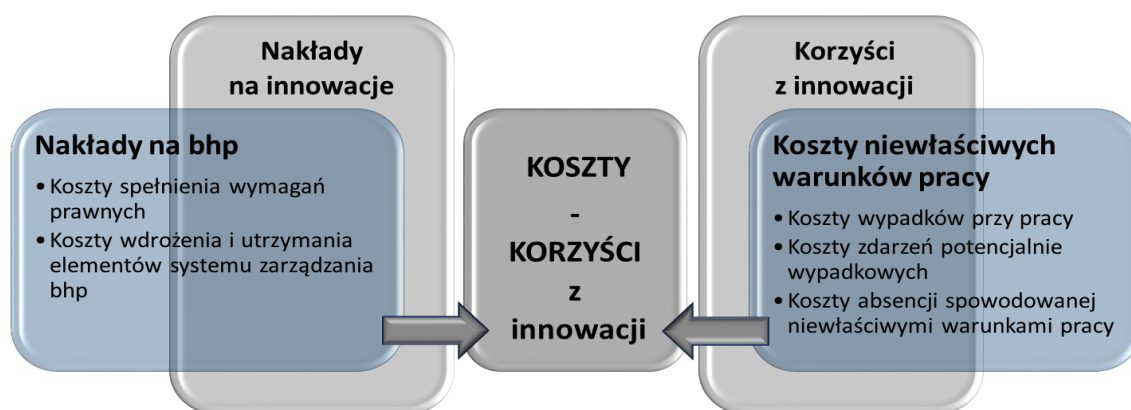 Nakłady
na innowacje
Nakłady na bhp
• Koszty spełnienia wymagań
prawnych
• Koszty wdrożenia i utrzymania
elementów systemu zarządzania
bhp
KOSZTY
-
KORZYŚCI
z
innowacji
Korzyści
z innowacji
Koszty niewłaściwych
warunków pracy
• Koszty wypadków przy pracy
• Koszty zdarzeń potencjalnie
wypadkowych
• Koszty absencji spowodowanej
niewłaściwymi warunkami pracy